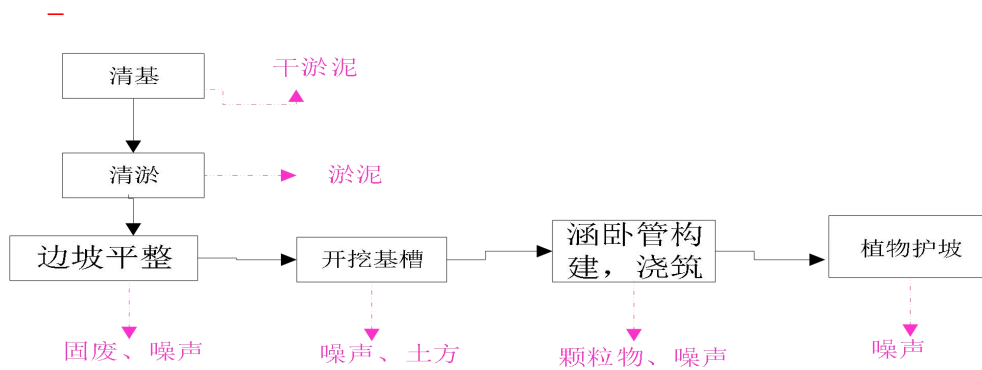 清基
干淤泥
清淤
淤泥
边坡平整
开挖基槽
涵卧管构
建，浇筑
植物护坡
固废、噪声
噪声、土方
颗粒物、噪声
噪声